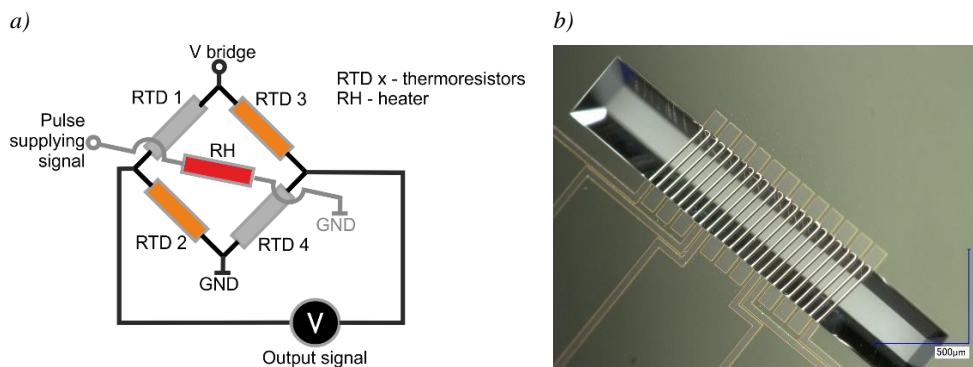 a)
b)
V bridge
RTD 1
RTD 3
RTD x - thermoresistors
RH - heater
Pulse
supplying
signal
RH
GND
RTD 2
RTD 4
GND
V
Output signal
500µm